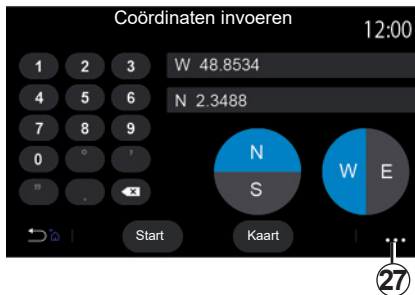 Coördinaten invoeren
12:00
1 2 3
W 48.8534
4 5 6
N 2.3488
7 8 9
0 ° '
" .
N
S
W E
Start
Kaart
...
27